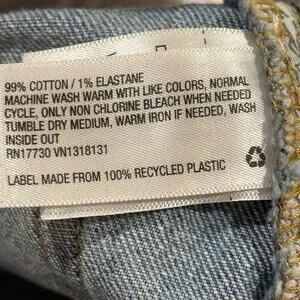 99% COTTON / 1% ELASTANE
MACHINE WASH WARM WITH LIKE COLORS, NORMAL
CYCLE, ONLY NON CHLORINE BLEACH WHEN NEEDED
TUMBLE DRY MEDIUM, WARM IRON IF NEEDED, WASH
INSIDE OUT
RN17730 VN1318131
LABEL MADE FROM 100% RECYCLED PLASTIC